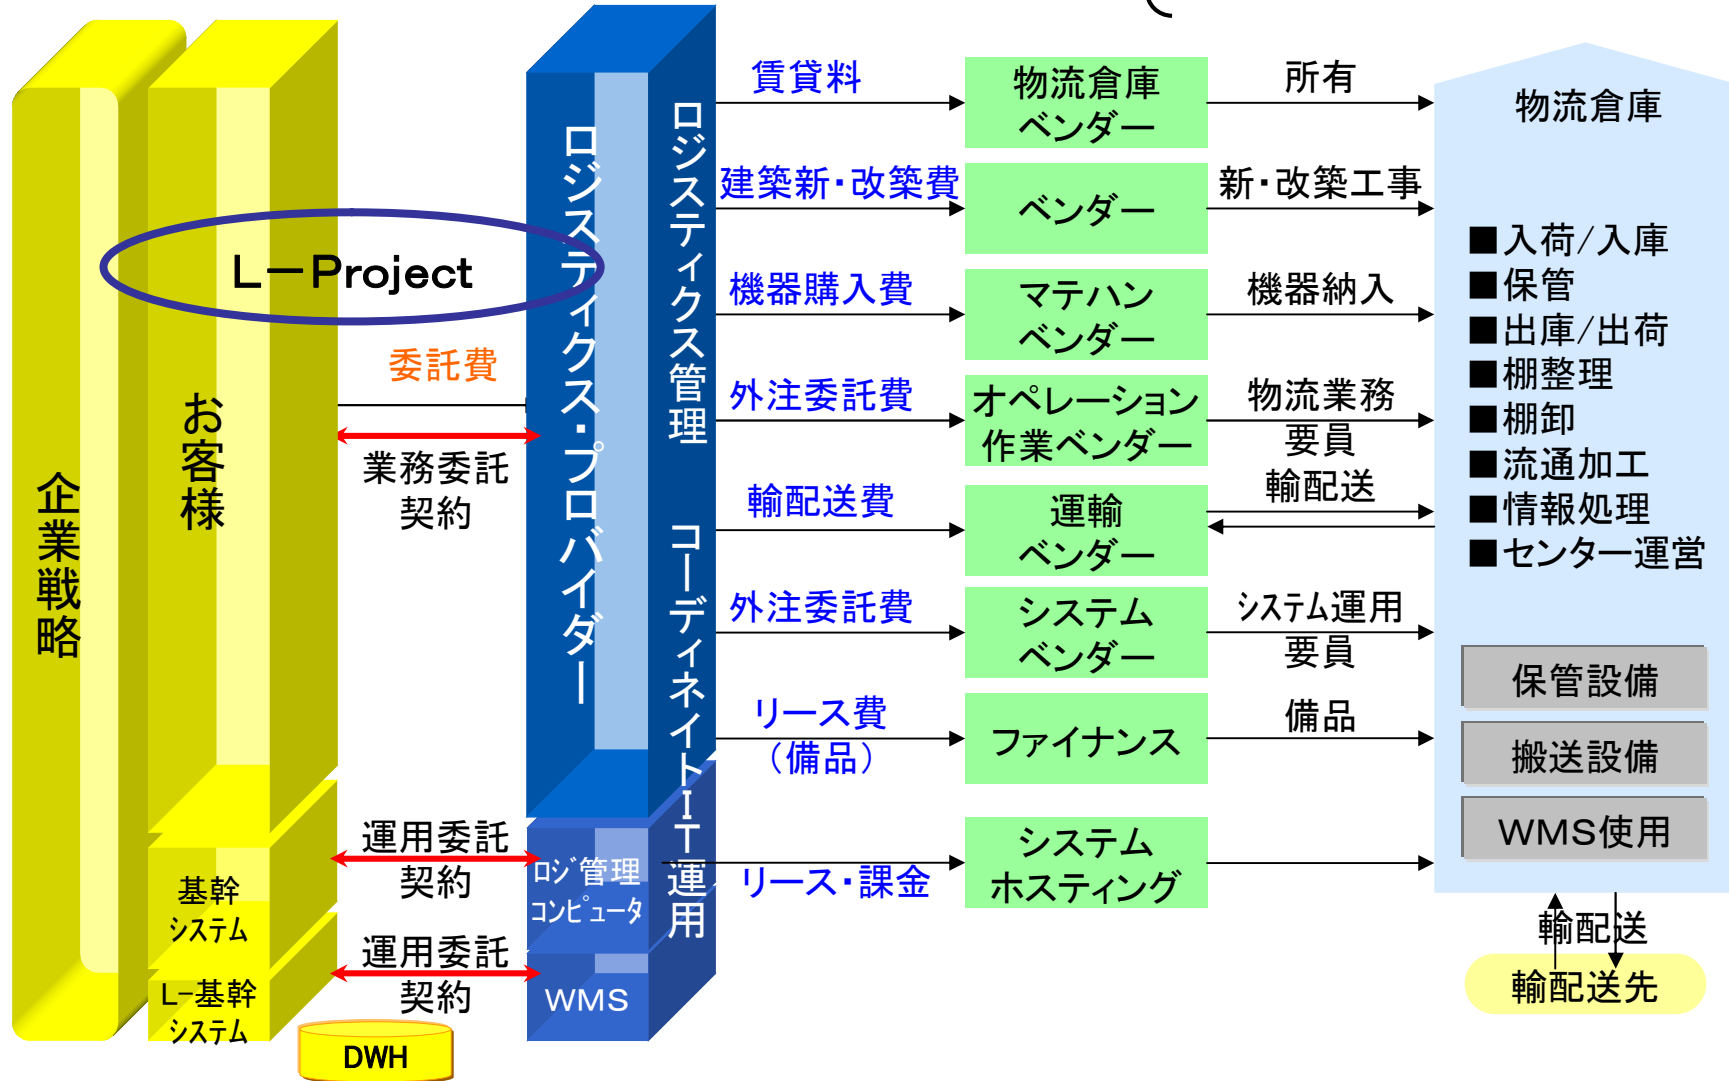 企業戦略
お客様
基幹
システム
L-基幹
システム
DWH
L－Project
委託費
業務委託
契約
運用委託
契約
運用委託
契約
ロジスティクス・プロバイダー
ロジ管理
コンピュータ
WMS
ロジスティクス管理
コーディネイトIT運用
賃貸料
建築新・改築費
機器購入費
外注委託費
輸配送費
外注委託費
リース費
（備品）
リース・課金
物流倉庫
ベンダー
ベンダー
マテハン
ベンダー
オペレーション
作業ベンダー
運輸
ベンダー
システム
ベンダー
ファイナンス
システム
ホスティング
所有
新・改築工事
機器納入
物流業務
要員
輸配送
システム運用
要員
備品
物流倉庫
■入荷/入庫
■保管
■出庫/出荷
■棚整理
■棚卸
■流通加工
■情報処理
■センター運営
保管設備
搬送設備
WMS使用
輸配送
輸配送先